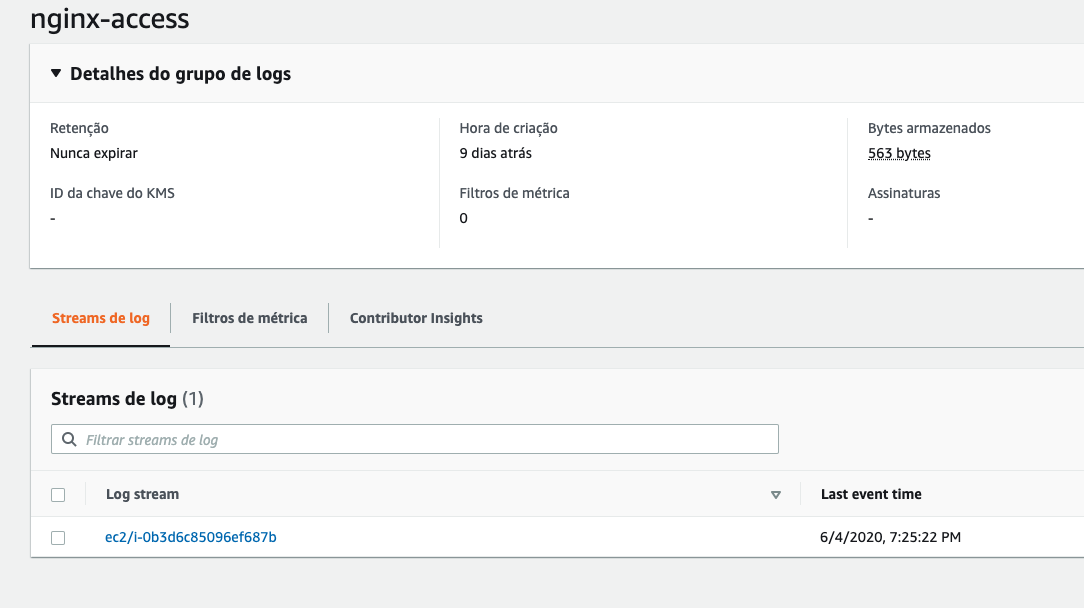 nginx-access
▼ Detalhes do grupo de logs
Retenção
Nunca expirar
ID da chave do KMS
-
Hora de criação
9 dias atrás
Filtros de métrica
0
Bytes armazenados
563 bytes
Assinaturas
-
Streams de log
Filtros de métrica
Contributor Insights
Streams de log (1)
Filtrar streams de log
Log stream
Last event time
ec2/i-0b3d6c85096ef687b
6/4/2020, 7:25:22 PM